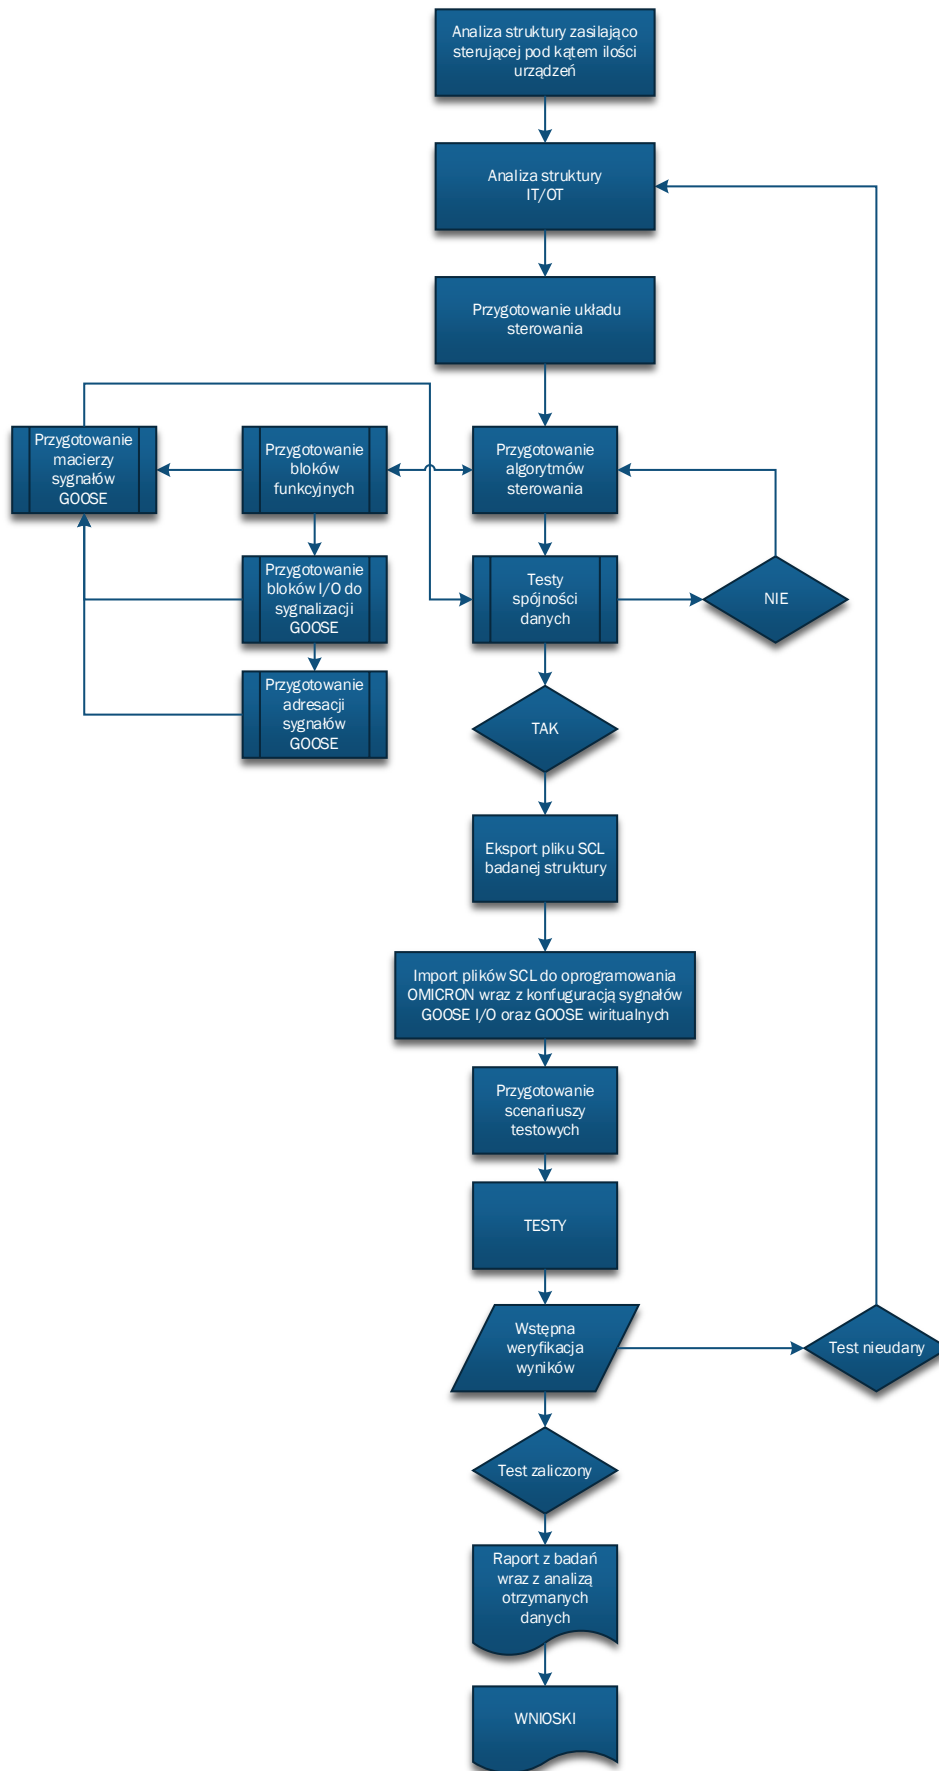 Analiza struktury zasilająco
sterującej pod kątem ilości
urządzeń
Analiza struktury
IT/OT
Przygotowanie układu
sterowania
Przygotowanie
macierzy
sygnałów
GOOSE
Przygotowanie
bloków
funkcyjnych
Przygotowanie
algorytmów
sterowania
Przygotowanie
bloków I/O do
sygnalizacji
GOOSE
Testy
spójności
danych
NIE
Przygotowanie
adresacji
sygnałów
GOOSE
TAK
Eksport pliku SCL
badanej struktury
Import plików SCL do oprogramowania
OMICRON wraz z konfuguracją sygnałów
GOOSE I/O oraz GOOSE wiritualnych
Przygotowanie
scenariuszy
testowych
TESTY
Wstępna
weryfikacja
wyników
Test nieudany
Test zaliczony
Raport z badań
wraz z analizą
otrzymanych
danych
WNIOSKI